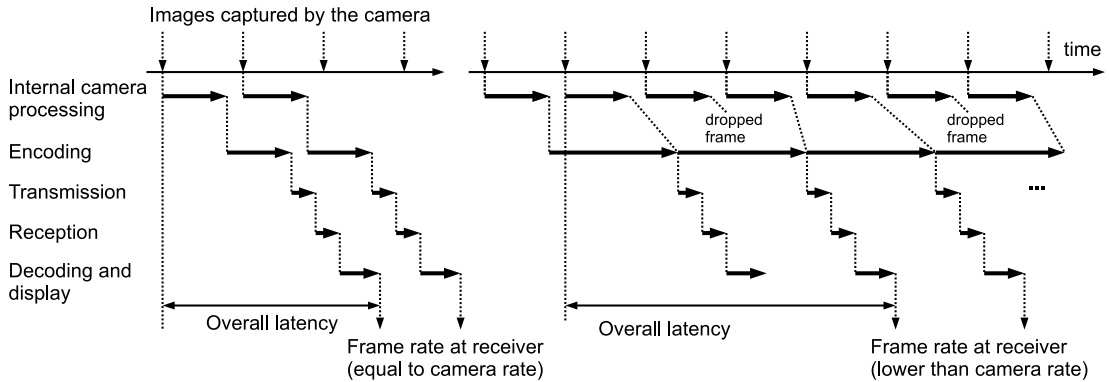 Images captured by the camera
time
Internal camera
processing
dropped
frame
dropped
frame
Encoding
Transmission
...
Reception
Decoding and
display
Overall latency
Overall latency
Frame rate at receiver
(equal to camera rate)
Frame rate at receiver
(lower than camera rate)